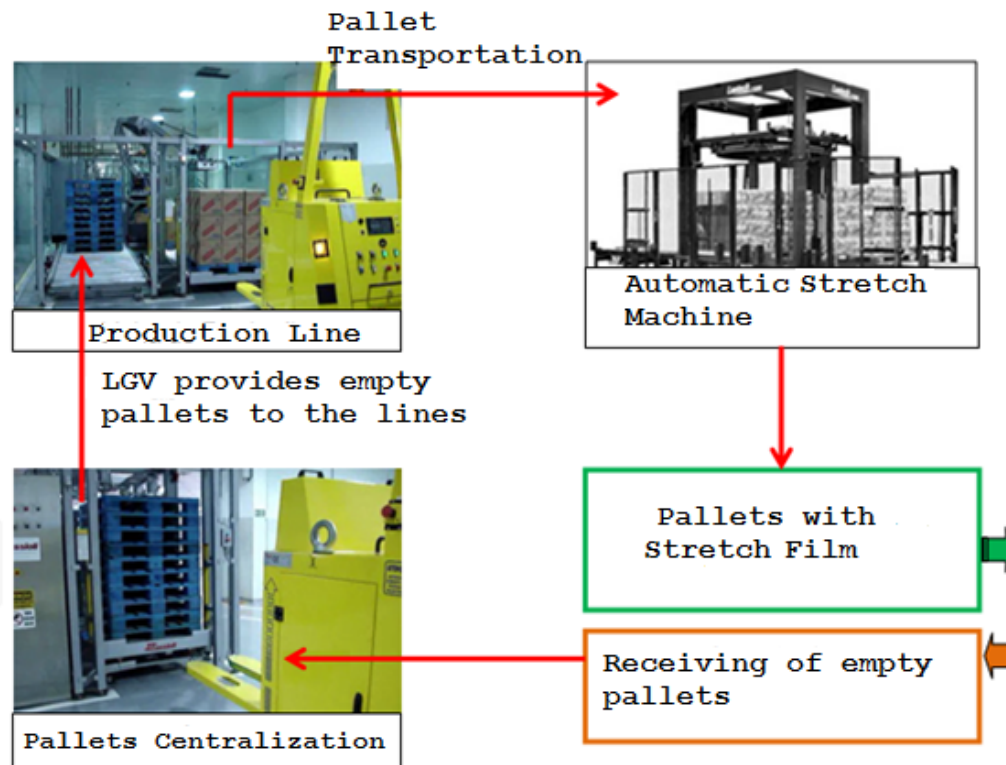 Pallet
Transportation
Production Line
Automatic Stretch
Machine
LGV provides empty
pallets to the lines
Pallets with
Stretch Film
Receiving of empty
pallets
Pallets Centralization